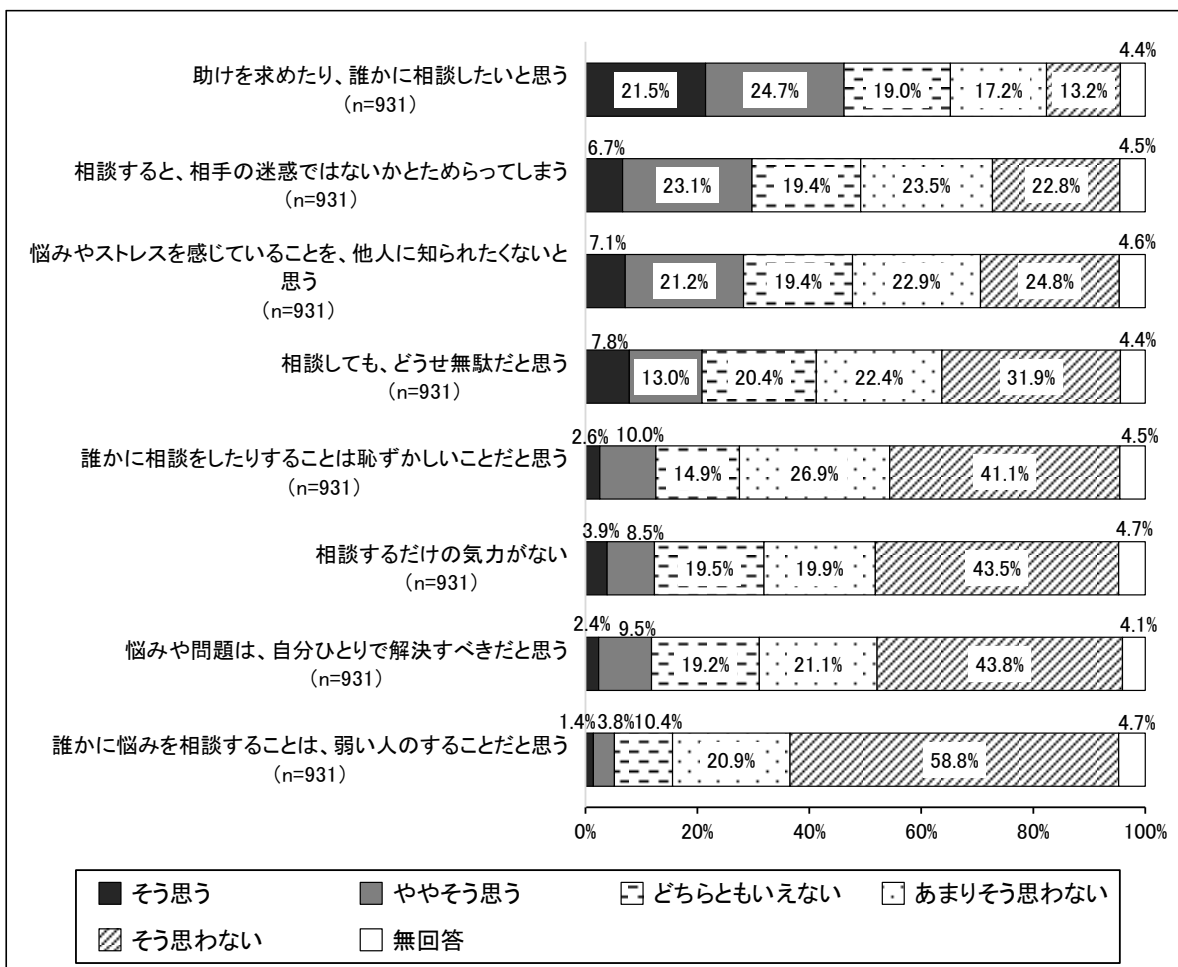 4.4%
助けを求めたり、誰かに相談したいと思う
(n=931)
21.5% 24.7% 19.0% 17.2% 13.2%
6.7% 4.5%
相談すると、相手の迷惑ではないかとためらってしまう
(n=931)
23.1% 19.4% 23.5% 22.8%
7.1% 4.6%
悩みやストレスを感じていることを、他人に知られたくないと
思う
(n=931)
21.2% 19.4% 22.9% 24.8%
7.8% 4.4%
相談しても、どうせ無駄だと思う
(n=931)
13.0% 20.4% 22.4% 31.9%
2.6% 10.0% 4.5%
誰かに相談をしたりすることは恥ずかしいことだと思う
(n=931)
14.9% 26.9% 41.1%
3.9% 8.5% 4.7%
相談するだけの気力がない
(n=931)
19.5% 19.9% 43.5%
2.4% 9.5% 4.1%
悩みや問題は、自分ひとりで解決すべきだと思う
(n=931)
19.2% 21.1% 43.8%
1.4% 3.8% 10.4% 4.7%
誰かに悩みを相談することは、弱い人のすることだと思う
(n=931)
20.9% 58.8%
0% 20% 40% 60% 80% 100%
そう思う ややそう思う どちらともいえない あまりそう思わない
そう思わない 無回答